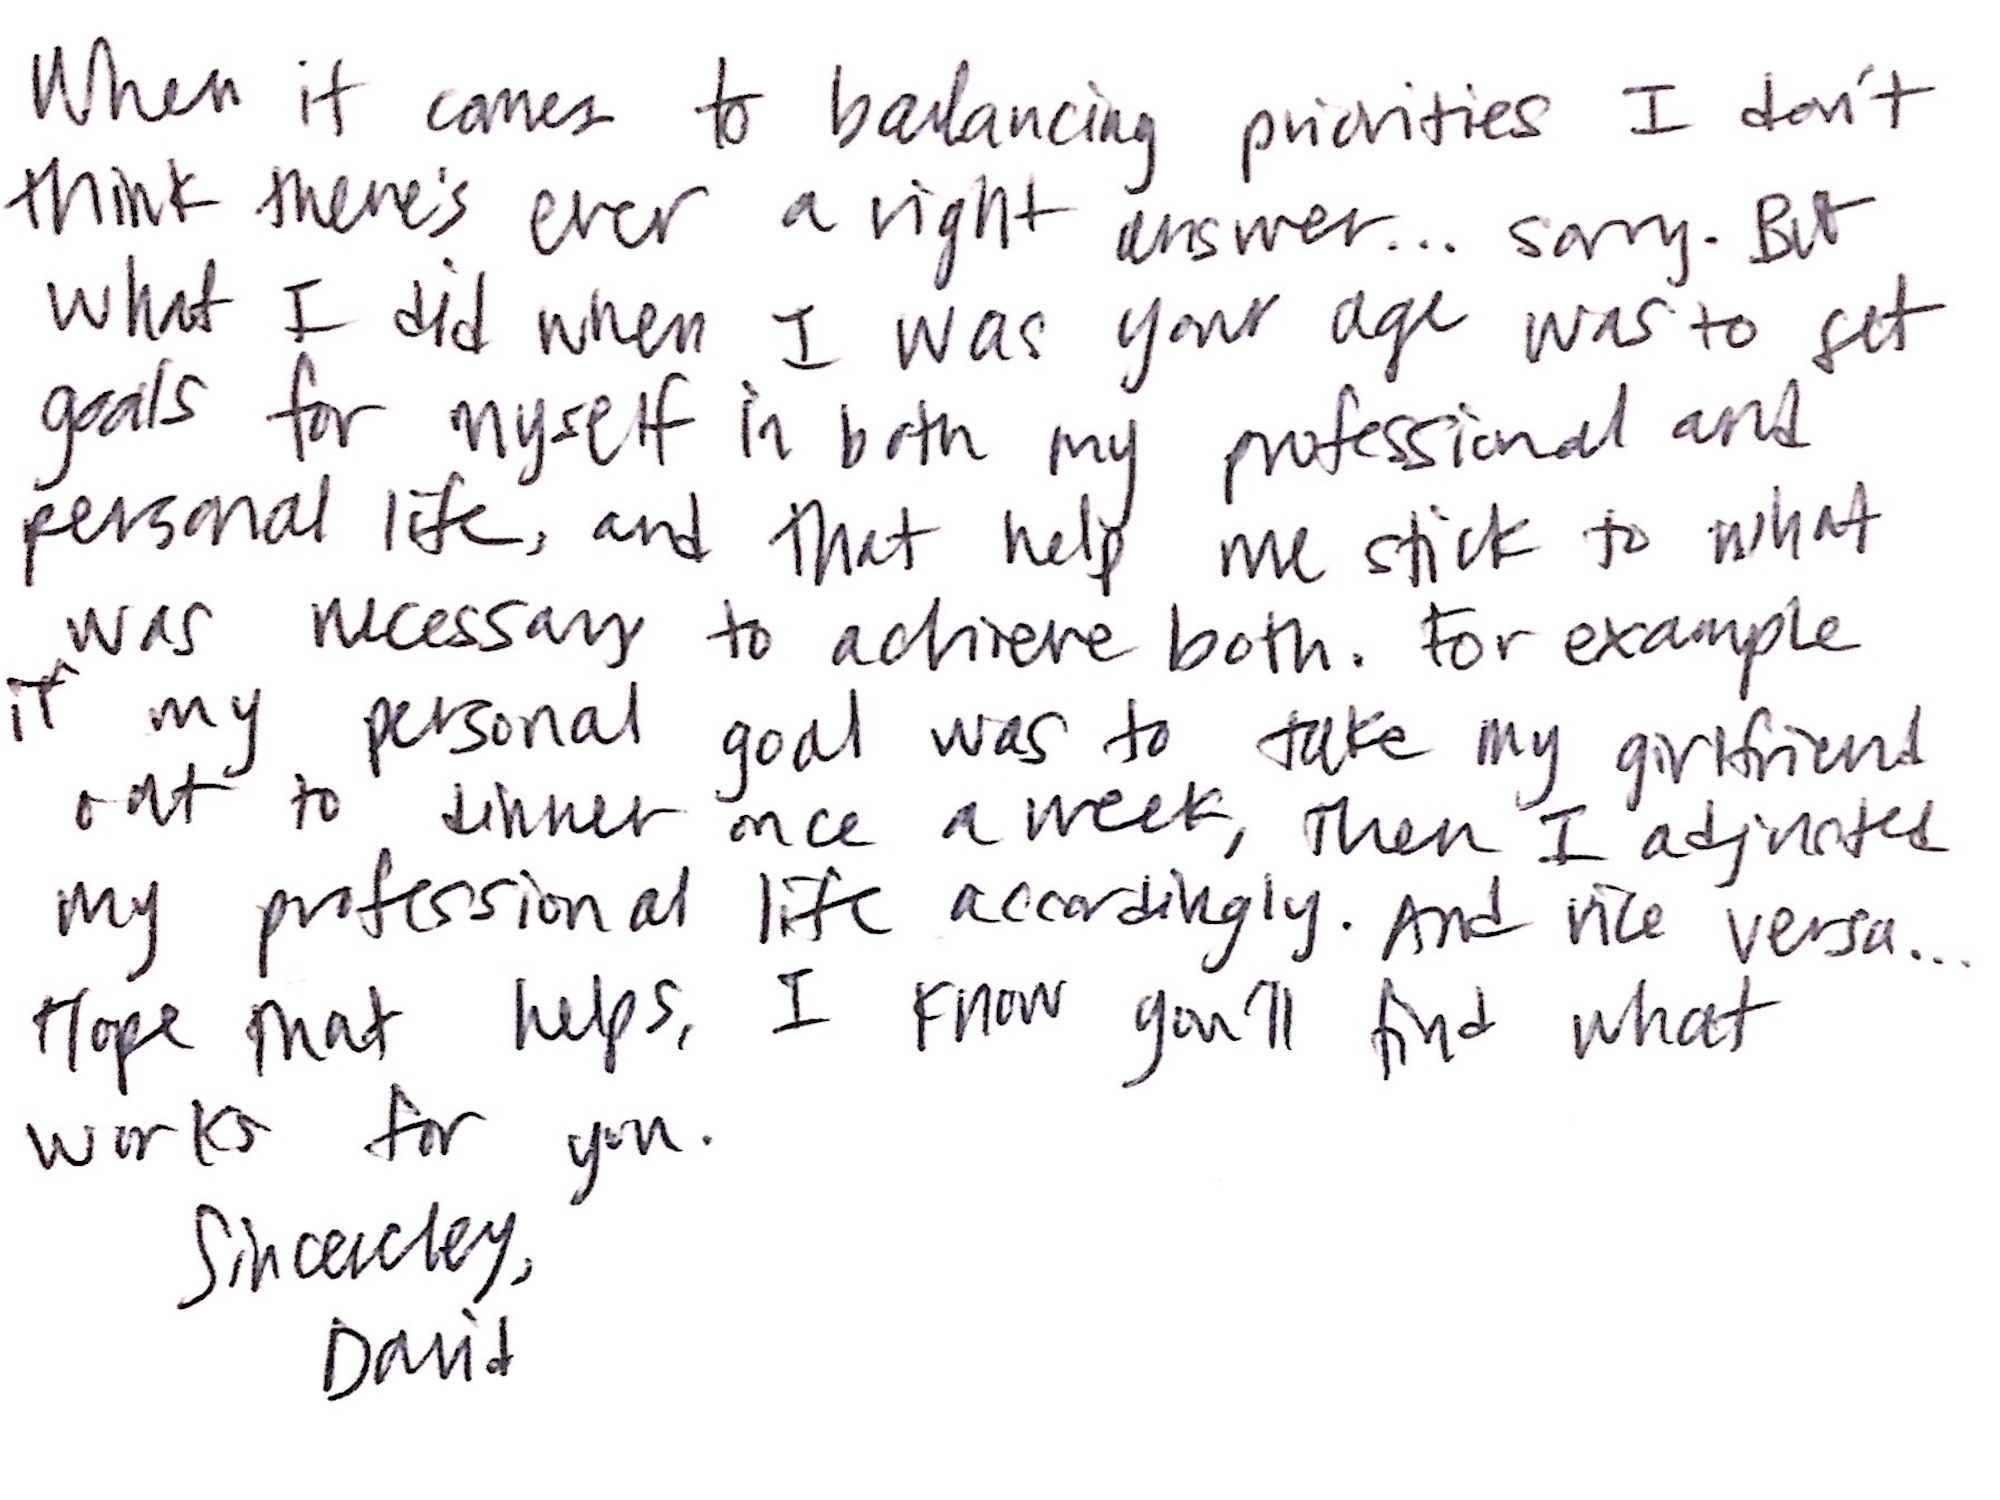 When it comes to balancing priorities I don't
think there's ever a right answer... sorry. But
what I did when I was your age was to set
goals for myself in both my professional and
personal life, and that help me stick to what
was necessary to achieve both. For example
if my personal goal was to take my girlfriend
out to dinner once a week, then I adjusted
my professional life accordingly. And vice versa...
Hope that helps, I know you'll find what
works for you.
Sincereley,
David